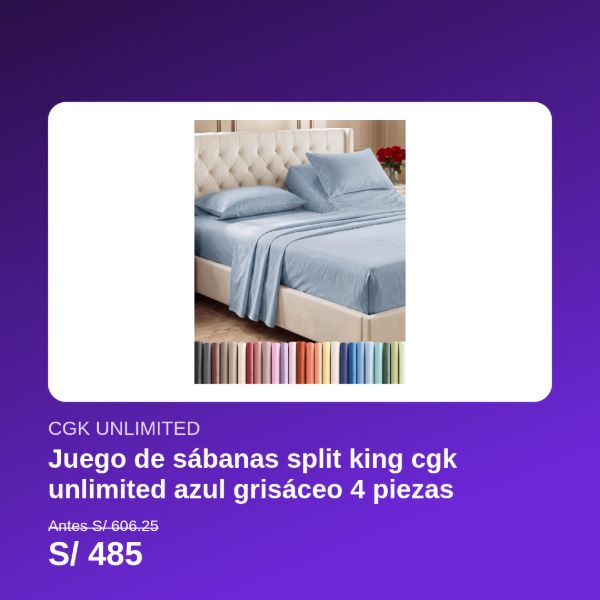 CGK UNLIMITED
Juego de sábanas split king cgk
unlimited azul grisáceo 4 piezas
Antes S/ 606.25
S/ 485